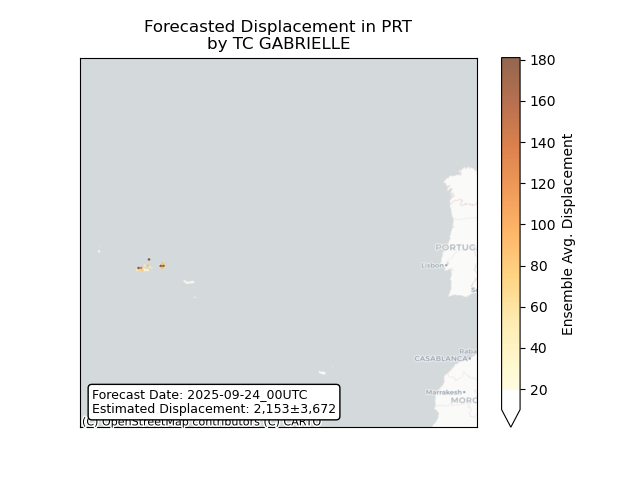 Forecasted Displacement in PRT
by TC GABRIELLE
180
160
140
120
100
80
60
40
20
Ensemble Avg. Displacement
PORTUG
Lisbon
Se
Raba
CASABLANCA
Marrakesh
MORO
Forecast Date: 2025-09-24_00UTC
Estimated Displacement: 2,153±3,672
(C) OpenStreetMap contributors (C) CARTO